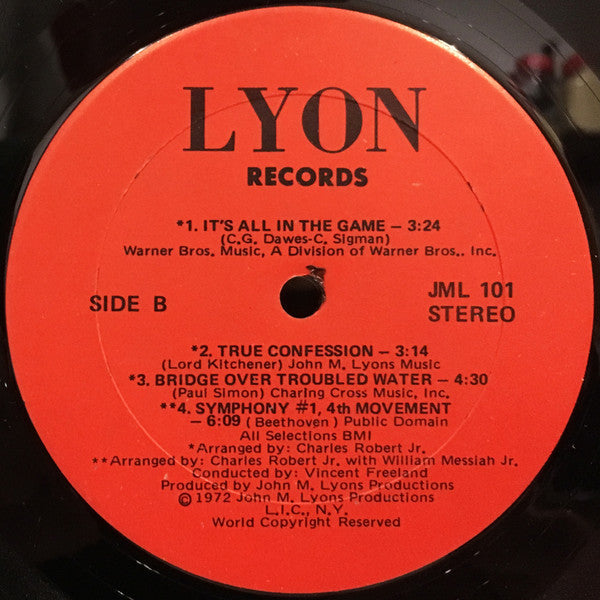 LYON
RECORDS
*1. IT'S ALL IN THE GAME – 3:24
(C.G. Dawes-C. Sigman)
Warner Bros. Music, A Division of Warner Bros., Inc.
SIDE B
JML 101
STEREO
*2. TRUE CONFESSION – 3:14
(Lord Kitchener) John M. Lyons Music
*3. BRIDGE OVER TROUBLED WATER – 4:30
(Paul Simon) Charing Cross Music, Inc.
**4. SYMPHONY #1, 4th MOVEMENT
– 6:09 (Beethoven) Public Domain
All Selections BMI
*Arranged by: Charles Robert Jr.
**Arranged by: Charles Robert Jr. with William Messiah Jr.
Conducted by: Vincent Freeland
Produced by John M. Lyons Productions
©1972 John M. Lyons Productions
L.I.C., N.Y.
World Copyright Reserved